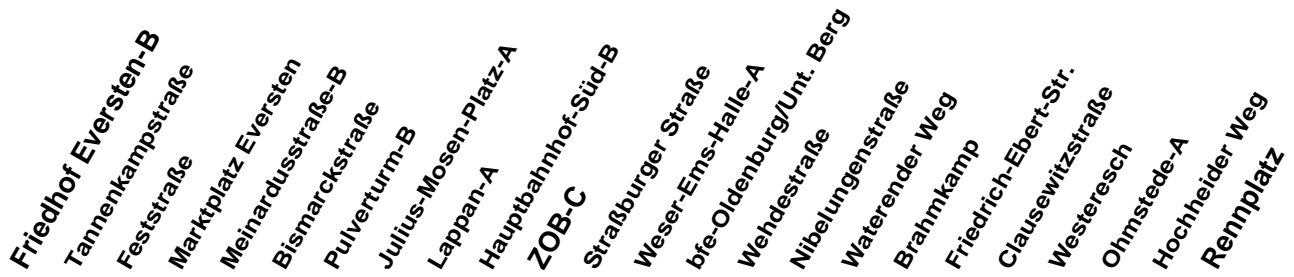 Friedhof Eversten-B
Tannenkampstraße
Feststraße
Marktplatz Eversten
Meinardusstraße-B
Bismarckstraße
Pulverturm-B
Julius-Mosen-Platz-A
Lappan-A
Hauptbahnhof-Süd-B
ZOB-C
Straßburger Straße
Weser-Ems-Halle-A
bfe-Oldenburg/Unt. Berg
Wehdestraße
Nibelungenstraße
Waterender Weg
Brahmkamp
Friedrich-Ebert-Str.
Clausewitzstraße
Westeresch
Ohmstede-A
Hochheider Weg
Rennplatz